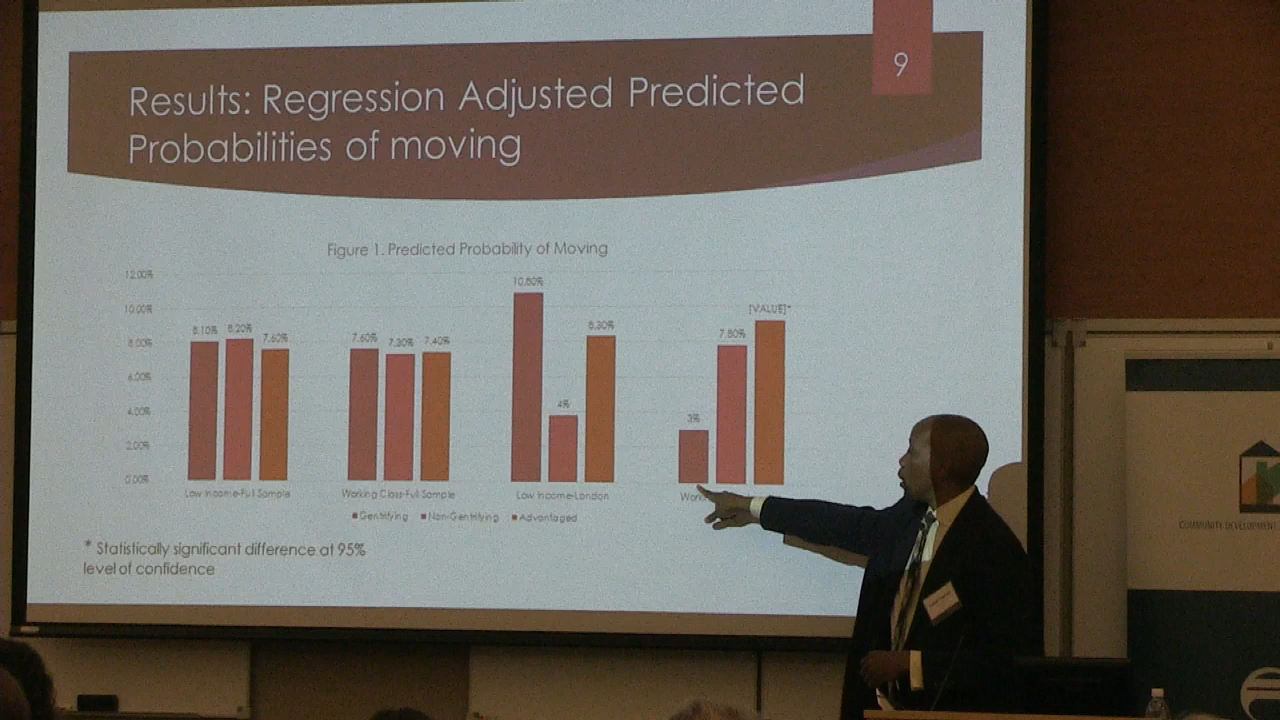 9
Results: Regression Adjusted Predicted
Probabilities of moving
Figure 1. Predicted Probability of Moving
12.00%
10.00%
8.00%
6.00%
4.00%
2.00%
0.00%
8.10% 8.20% 7.60%
7.60% 7.30% 7.40%
10.80% 4% 8.30%
3% 7.80% [VALUE]*
Low Income-Full Sample Working Class-Full Sample Low Income-London
Gentrifying Non-Gentrifying Advantaged
* Statistically significant difference at 95%
level of confidence
COMMUNITY DEVELOPMENT